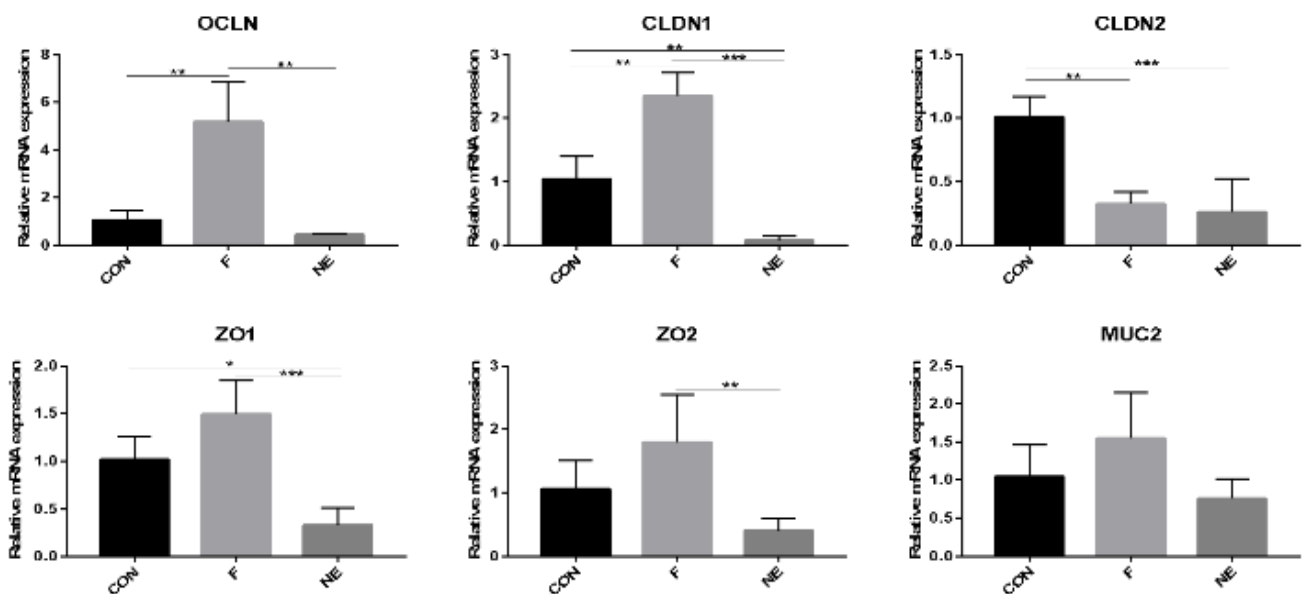 OCLN
Relative mRNA expression
8
6
4
2
0
** **
CON F NE
CLDN1
Relative mRNA expression
3
2
1
0
**
** ***
CON F NE
CLDN2
Relative mRNA expression
1.5
1.0
0.5
0.0
***
**
CON F NE
ZO1
Relative mRNA expression
2.0
1.5
1.0
0.5
0.0
*
***
CON F NE
ZO2
Relative mRNA expression
3
2
1
0
**
CON F NE
MUC2
Relative mRNA expression
2.5
2.0
1.5
1.0
0.5
0.0
CON F NE